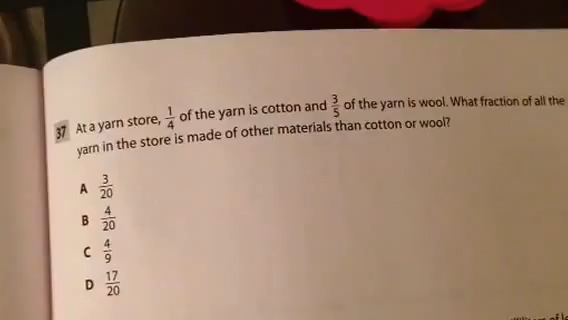 37 At a yarn store, 1/4 of the yarn is cotton and 3/5 of the yarn is wool. What fraction of all the
yarn in the store is made of other materials than cotton or wool?
A 3/20
B 4/20
C 4/9
D 17/20